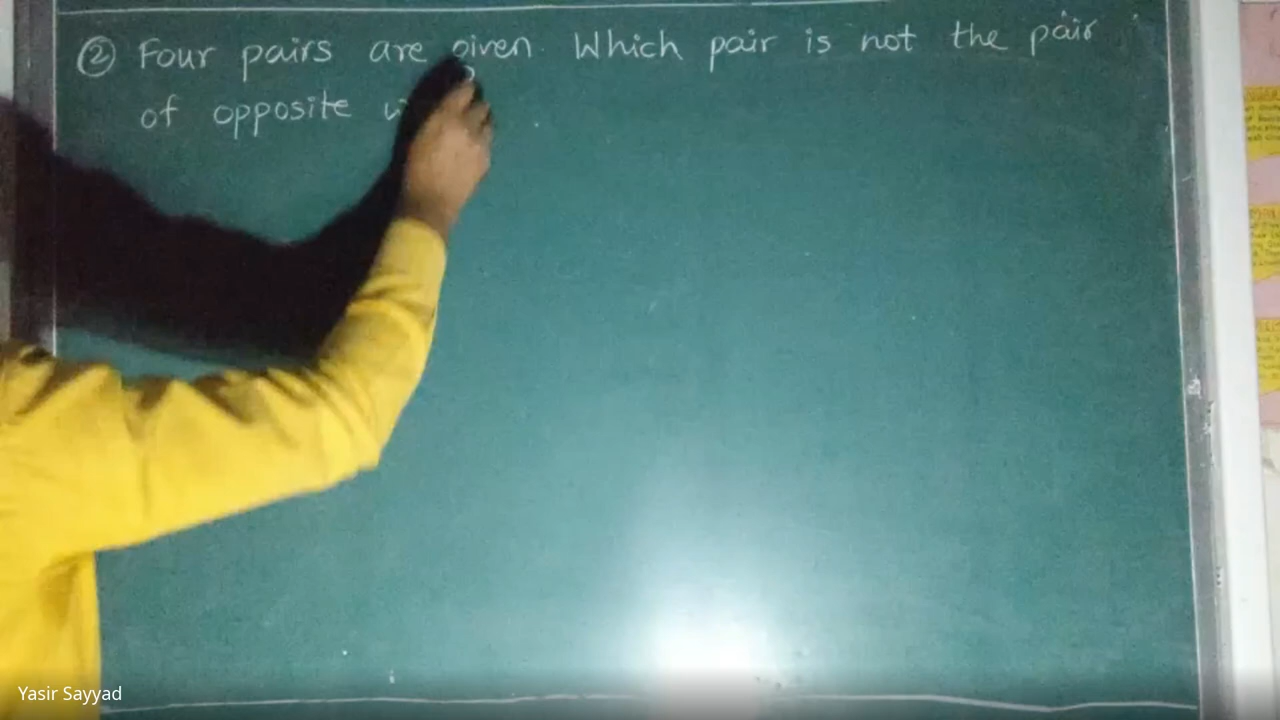 ② Four pairs are given. Which pair is not the pair
of opposite
Yasir Sayyad